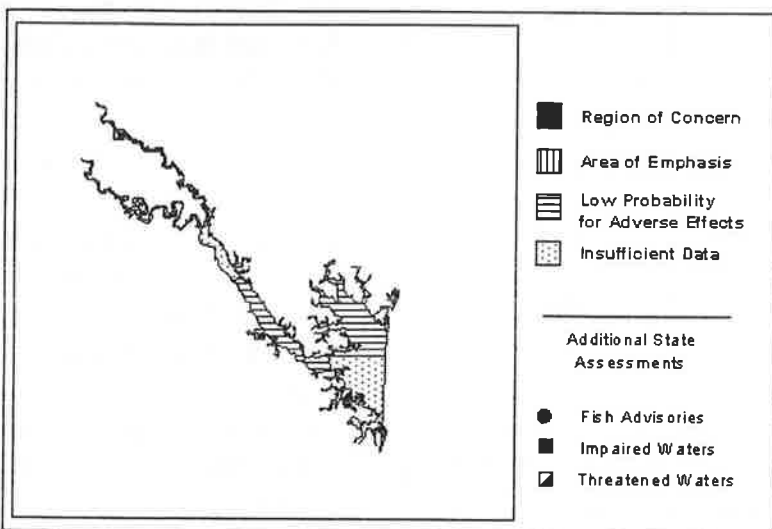 Region of Concern
Area of Emphasis
Low Probability
for Adverse Effects
Insufficient Data
Additional State
Assessments
Fish Advisories
Impaired Waters
Threatened Waters